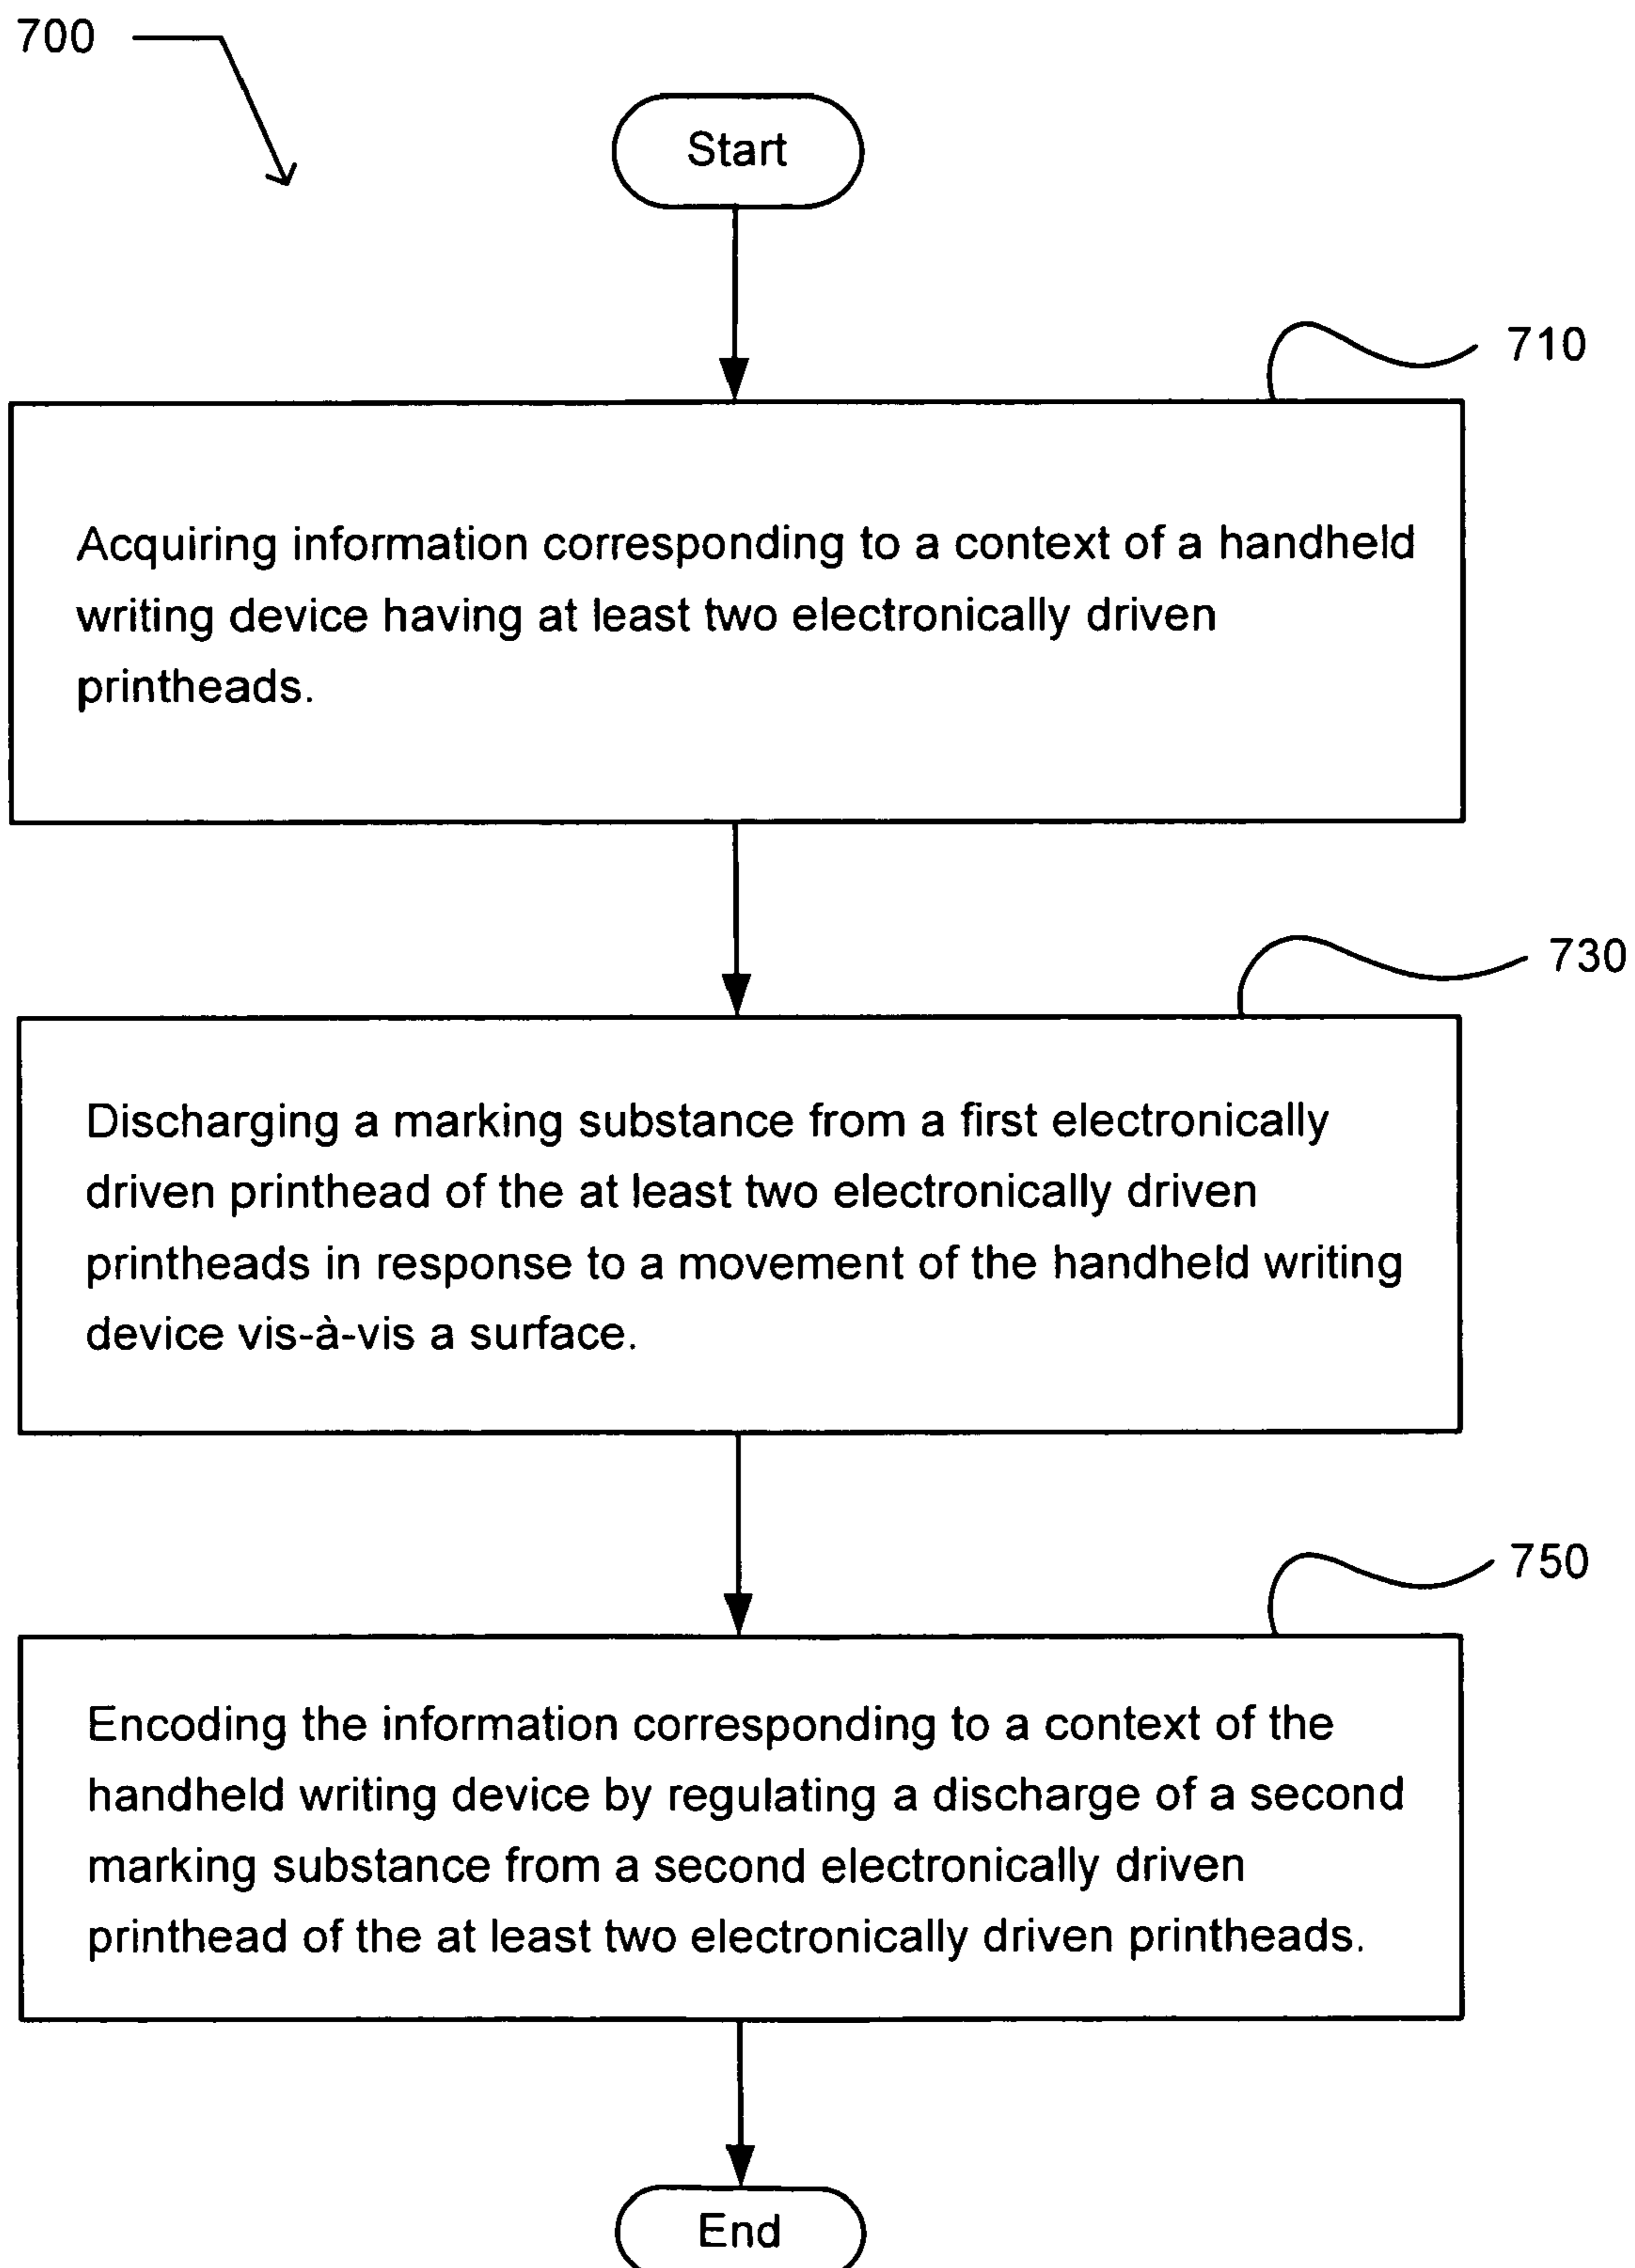 700
Start
710
Acquiring information corresponding to a context of a handheld
writing device having at least two electronically driven
printheads.
730
Discharging a marking substance from a first electronically
driven printhead of the at least two electronically driven
printheads in response to a movement of the handheld writing
device vis-à-vis a surface.
750
Encoding the information corresponding to a context of the
handheld writing device by regulating a discharge of a second
marking substance from a second electronically driven
printhead of the at least two electronically driven printheads.
End